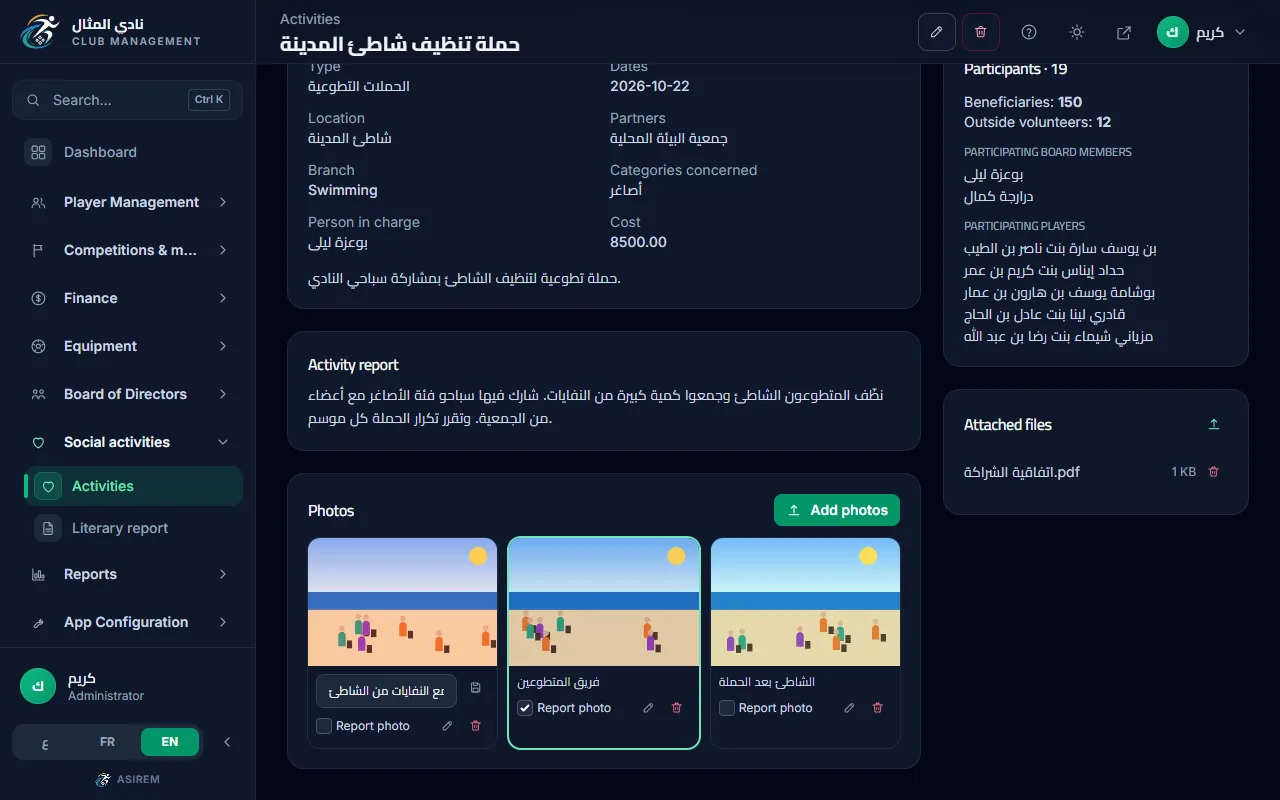 نادي المثال
CLUB MANAGEMENT
Search...
Ctrl K
Dashboard
Player Management
Competitions & m...
Finance
Equipment
Board of Directors
Social activities
Activities
Literary report
Reports
App Configuration
كريم
Administrator
ع
FR
EN
ASIREM
Activities
حملة تنظيف شاطئ المدينة
ك
كريم
Type
الحملات التطوعية
Dates
2026-10-22
Location
شاطئ المدينة
Partners
جمعية البيئة المحلية
Branch
Swimming
Categories concerned
أصاغر
Person in charge
بوعزة ليلى
Cost
8500.00
حملة تطوعية لتنظيف الشاطئ بمشاركة سباحي النادي.
Activity report
نظّف المتطوعون الشاطئ وجمعوا كمية كبيرة من النفايات. شارك فيها سباحو فئة الأصاغر مع أعضاء
من الجمعية. وتقرر تكرار الحملة كل موسم.
Photos
Add photos
مع النفايات من الشاطئ
Report photo
فريق المتطوعين
Report photo
الشاطئ بعد الحملة
Report photo
Participants · 19
Beneficiaries: 150
Outside volunteers: 12
PARTICIPATING BOARD MEMBERS
بوعزة ليلى
درارجة كمال
PARTICIPATING PLAYERS
بن يوسف سارة بنت ناصر بن الطيب
حداد إيناس بنت كريم بن عمر
بوشامة يوسف بن هارون بن عمار
قادري لينا بنت عادل بن الحاج
مزياني شيماء بنت رضا بن عبد الله
Attached files
اتفاقية الشراكة.pdf
1 KB
ك